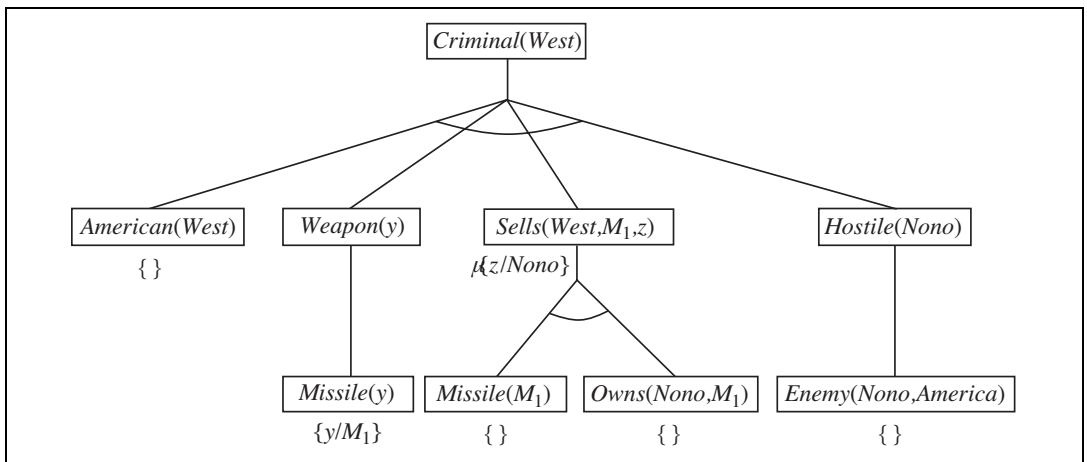 Criminal(West)
American(West) Weapon(y) Sells(West,M1,z) Hostile(Nono)
{ } μ{z/Nono}
Missile(y) Missile(M1) Owns(Nono,M1) Enemy(Nono,America)
{y/M1} { } { } { }